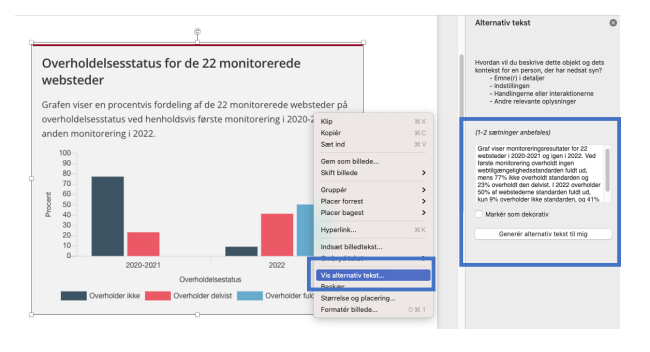 Overholdelsesstatus for de 22 monitorerede
websteder
Grafen viser en procentvis fordeling af de 22 monitorerede websteder på
overholdelsesstatus ved henholdsvis første monitorering i 2020-2
anden monitorering i 2022.
100
90
80
70
60
50
40
30
20
10
0
Procent
2020-2021
2022
Overholdelsesstatus
Overholder ikke
Overholder delvist
Overholder fuld
Klip ⌘X
Kopiér ⌘C
Sæt ind ⌘V
Gem som billede...
Skift billede >
Gruppér >
Placer forrest >
Placer bagest >
Hyperlink... ⌘K
Indsæt billedtekst...
Vis alternativ tekst...
Beskær
Størrelse og placering...
Formatér billede... ⇧⌘1
Alternativ tekst
Hvordan vil du beskrive dette objekt og dets
kontekst for en person, der har nedsat syn?
- Emne(r) i detaljer
- Indstillingen
- Handlingerne eller interaktionerne
- Andre relevante oplysninger
(1-2 sætninger anbefales)
Graf viser monitoreringsresultater for 22
websteder i 2020-2021 og igen i 2022. Ved
første monitorering overholdt ingen
webtilgængelighedsstandarden fuldt ud,
mens 77% ikke overholdt standarden og
23% overholdt den delvist. I 2022 overholder
50% af webstederne standarden fuldt ud,
kun 9% overholder ikke standarden, og 41%
Markér som dekorativ
Generér alternativ tekst til mig